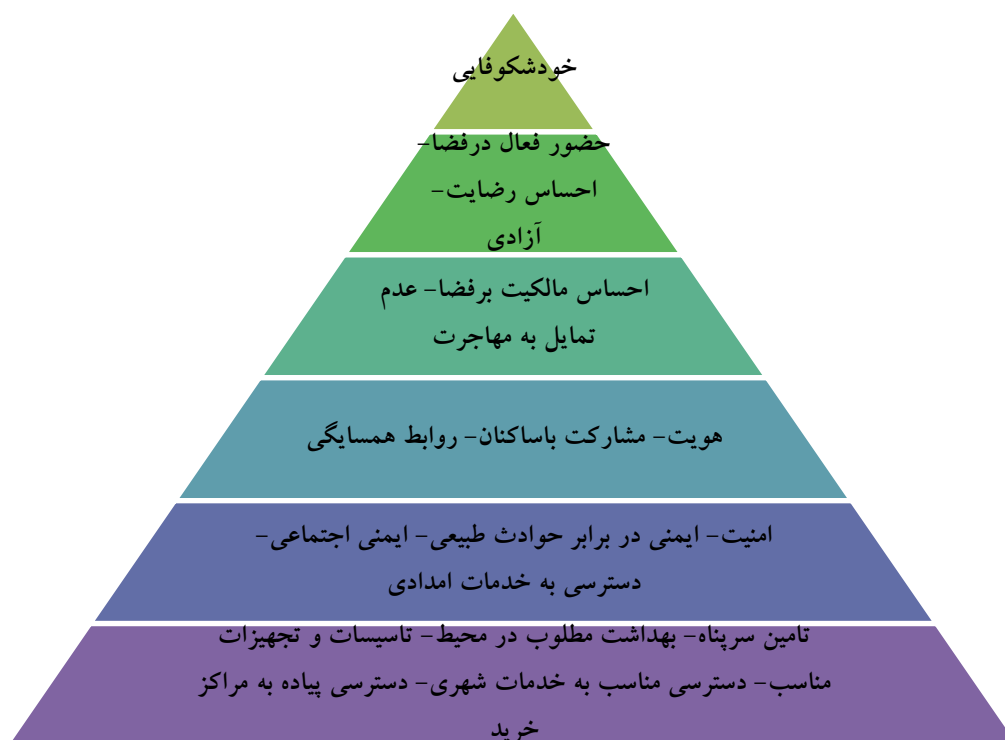 خودشکوفایی
حضور فعال درفضا-
احساس رضایت-
آزادی
احساس مالکیت برفضا- عدم
تمایل به مهاجرت
هویت- مشارکت باساکنان- روابط همسایگی
امنیت- ایمنی در برابر حوادث طبیعی- ایمنی اجتماعی-
دسترسی به خدمات امدادی
تامین سرپناه- بهداشت مطلوب در محیط- تاسیسات و تجهیزات
مناسب- دسترسی مناسب به خدمات شهری- دسترسی پیاده به مراکز
خرید